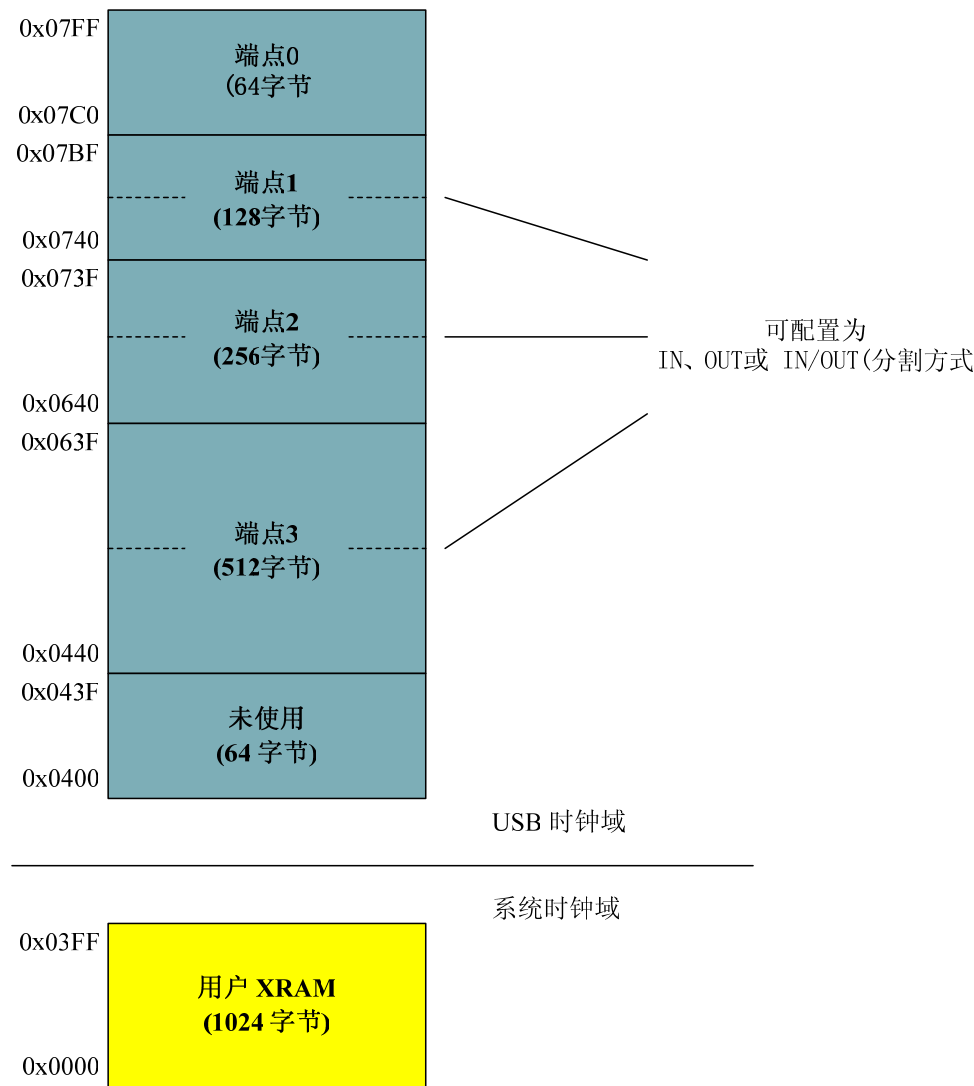 0x07FF
端点0
(64字节
0x07C0
0x07BF
端点1
(128字节)
0x0740
0x073F
端点2
(256字节)
0x0640
0x063F
端点3
(512字节)
0x0440
0x043F
未使用
(64 字节)
0x0400
可配置为
IN、OUT或 IN/OUT(分割方式
USB 时钟域
系统时钟域
0x03FF
用户 XRAM
(1024 字节)
0x0000